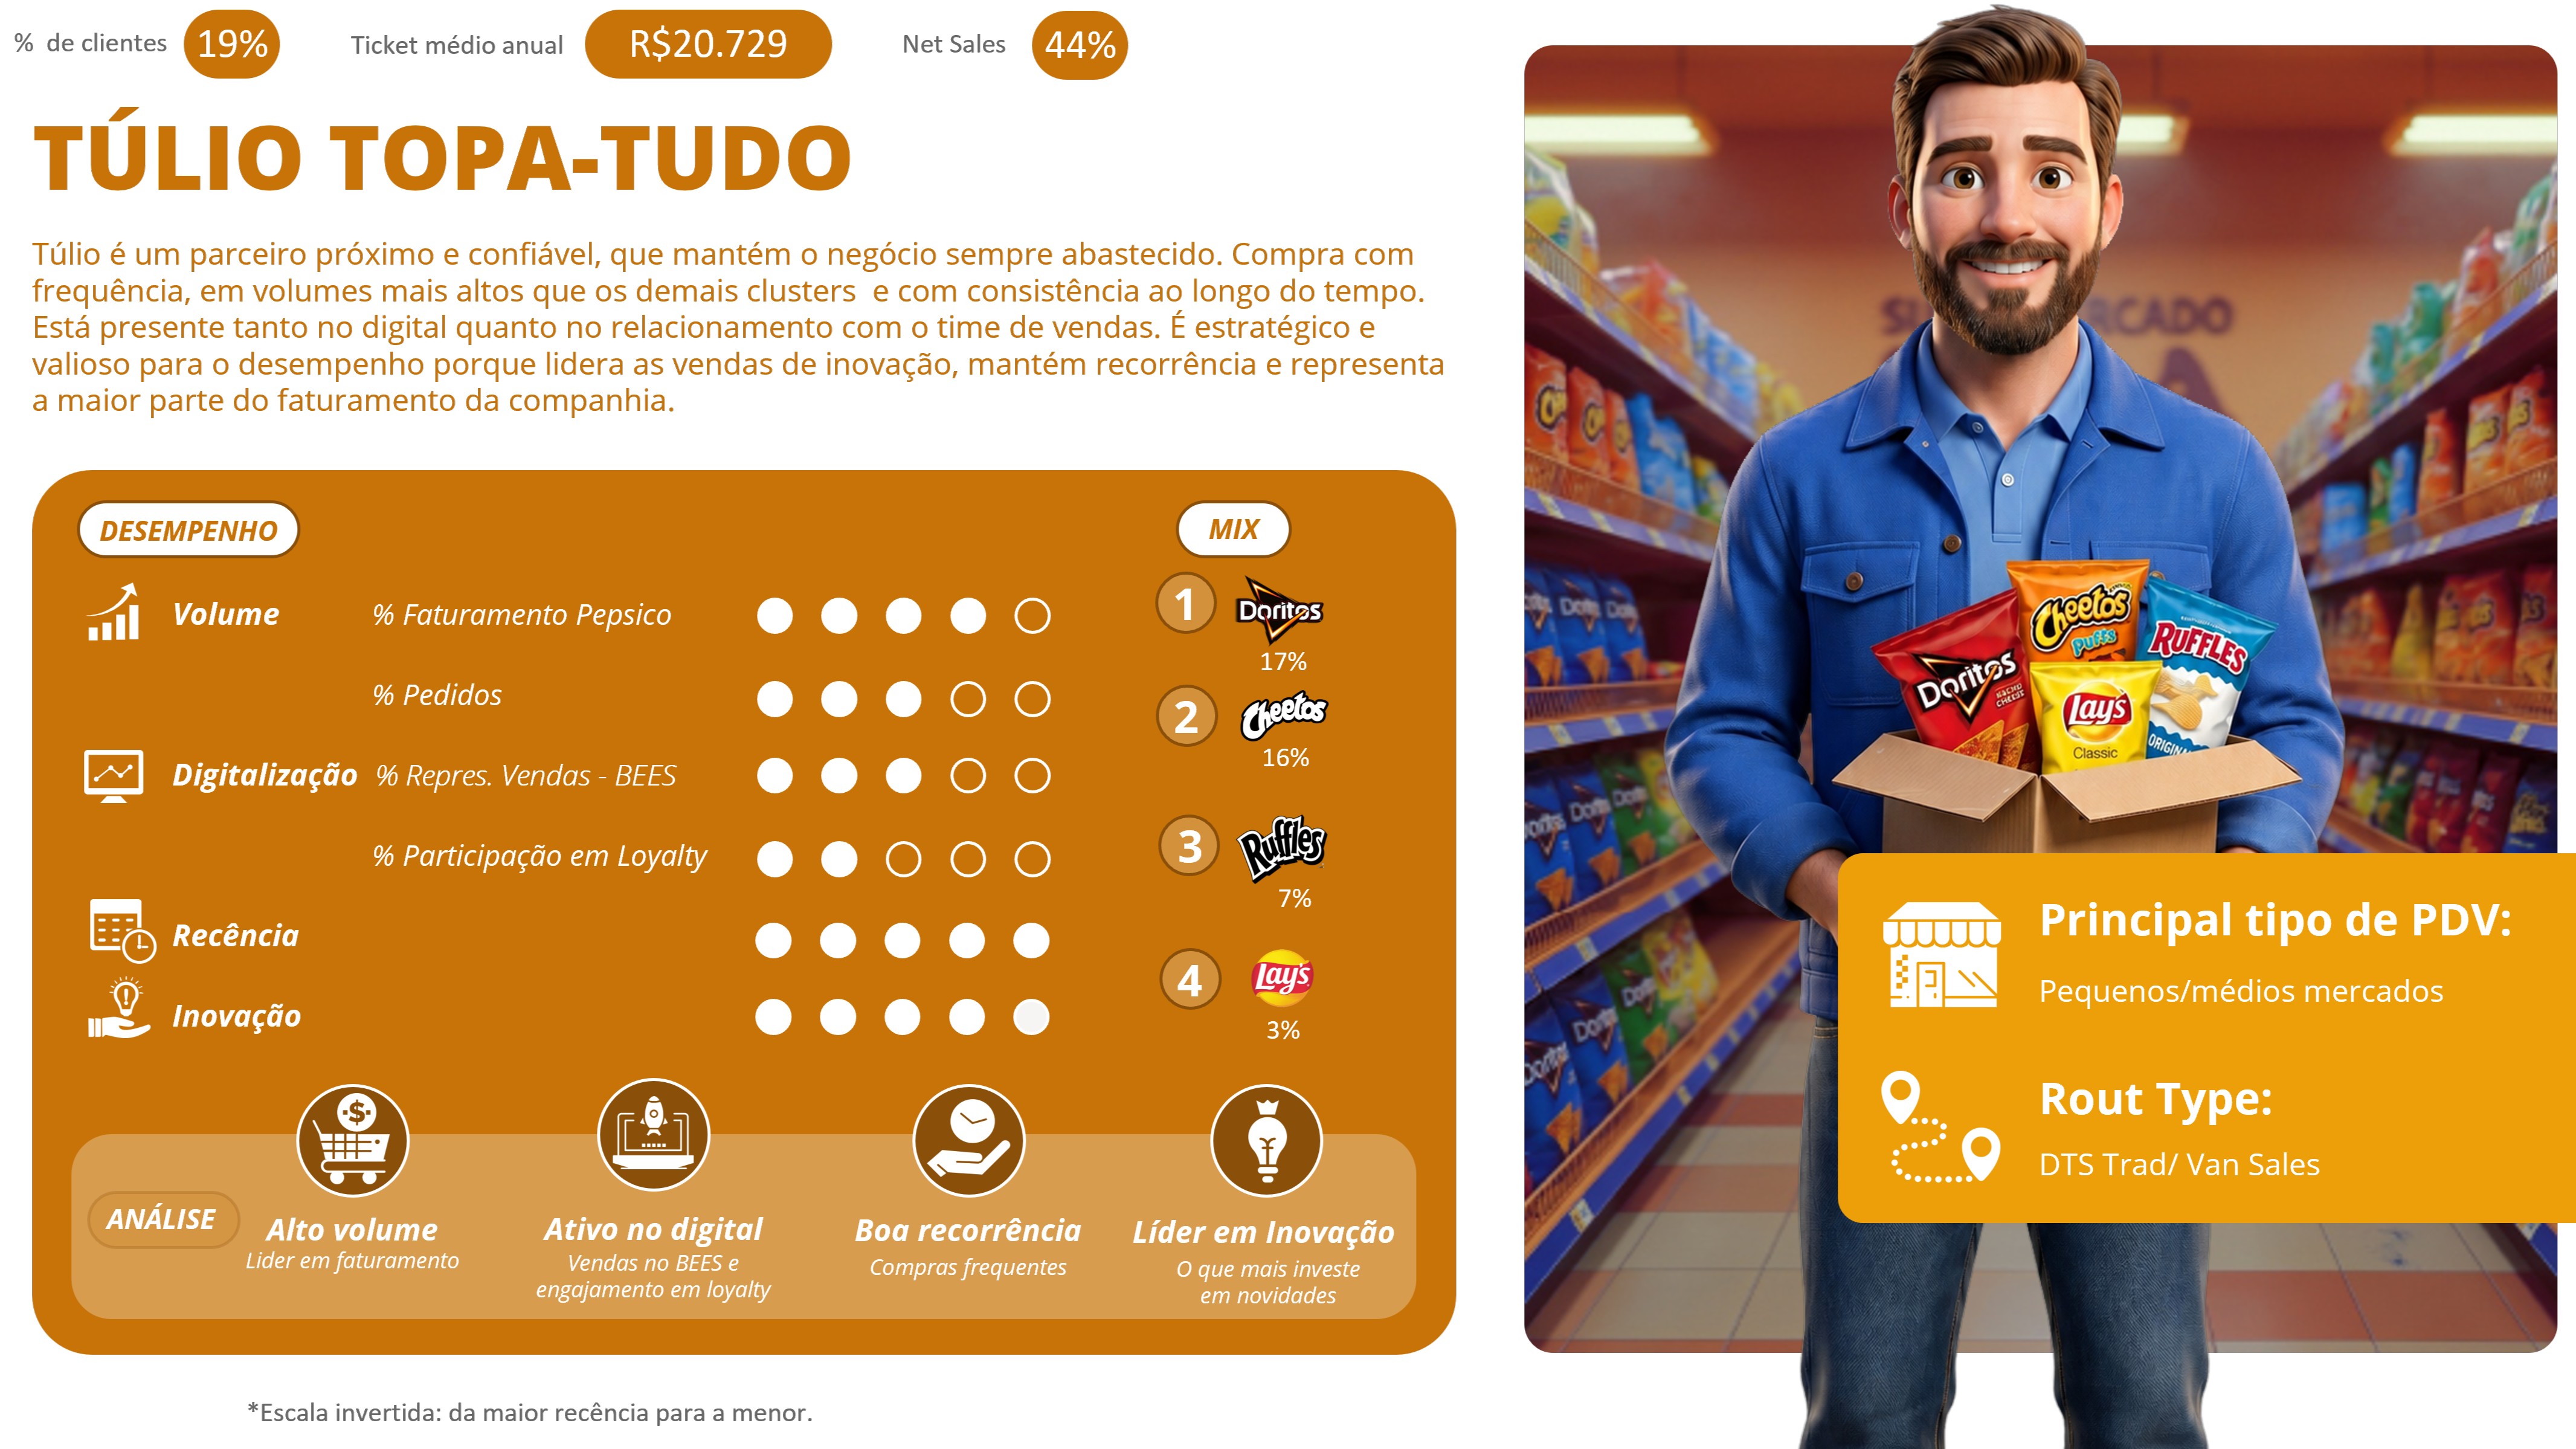 % de clientes 19% Ticket médio anual R$20.729 Net Sales 44%
TÚLIO TOPA-TUDO
Túlio é um parceiro próximo e confiável, que mantém o negócio sempre abastecido. Compra com
frequência, em volumes mais altos que os demais clusters e com consistência ao longo do tempo.
Está presente tanto no digital quanto no relacionamento com o time de vendas. É estratégico e
valioso para o desempenho porque lidera as vendas de inovação, mantém recorrência e representa
a maior parte do faturamento da companhia.
DESEMPENHO
Volume % Faturamento Pepsico
% Pedidos
Digitalização % Repres. Vendas - BEES
% Participação em Loyalty
Recência
Inovação
MIX
1 Doritos
17%
2 Cheetos
16%
3 Ruffles
7%
4 Lay's
3%
ANÁLISE
Alto volume
Lider em faturamento
Ativo no digital
Vendas no BEES e
engajamento em loyalty
Boa recorrência
Compras frequentes
Líder em Inovação
O que mais investe
em novidades
*Escala invertida: da maior recência para a menor.
Cheetos
Puffs
RUFFLES
ORIGINAL
Doritos
NACHO
CHEESE
Lay's
Classic
Principal tipo de PDV:
Pequenos/médios mercados
Rout Type:
DTS Trad/ Van Sales